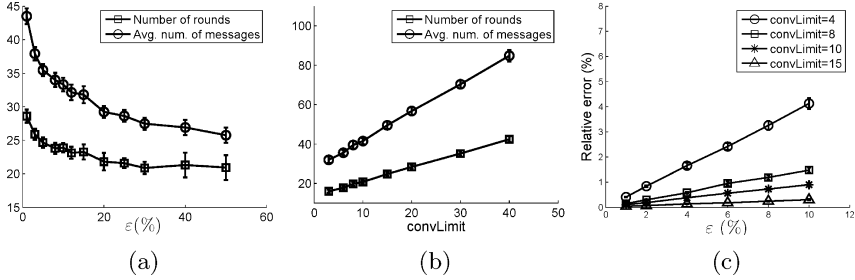 45
40
35
30
25
20
15
0
20
40
60
ε(%)
Number of rounds
Avg. num. of messages
(a)
100
80
60
40
20
0
10
20
30
40
50
convLimit
Number of rounds
Avg. num. of messages
(b)
8
7
6
5
4
3
2
1
0
0
2
4
6
8
10
12
Relative error (%)
ε (%)
convLimit=4
convLimit=8
convLimit=10
convLimit=15
(c)